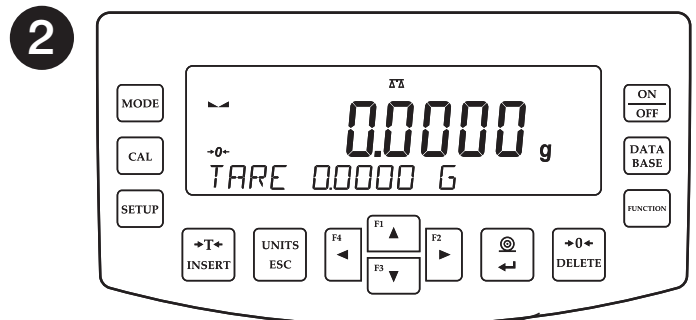 2
0.0000 g
→0←
TARE 0.0000 G
MODE
CAL
SETUP
ON
OFF
DATA
BASE
FUNCTION
→T←
INSERT
UNITS
ESC
F4 ◄
F1 ▲
F3 ▼
F2 ►
↵
→0←
DELETE